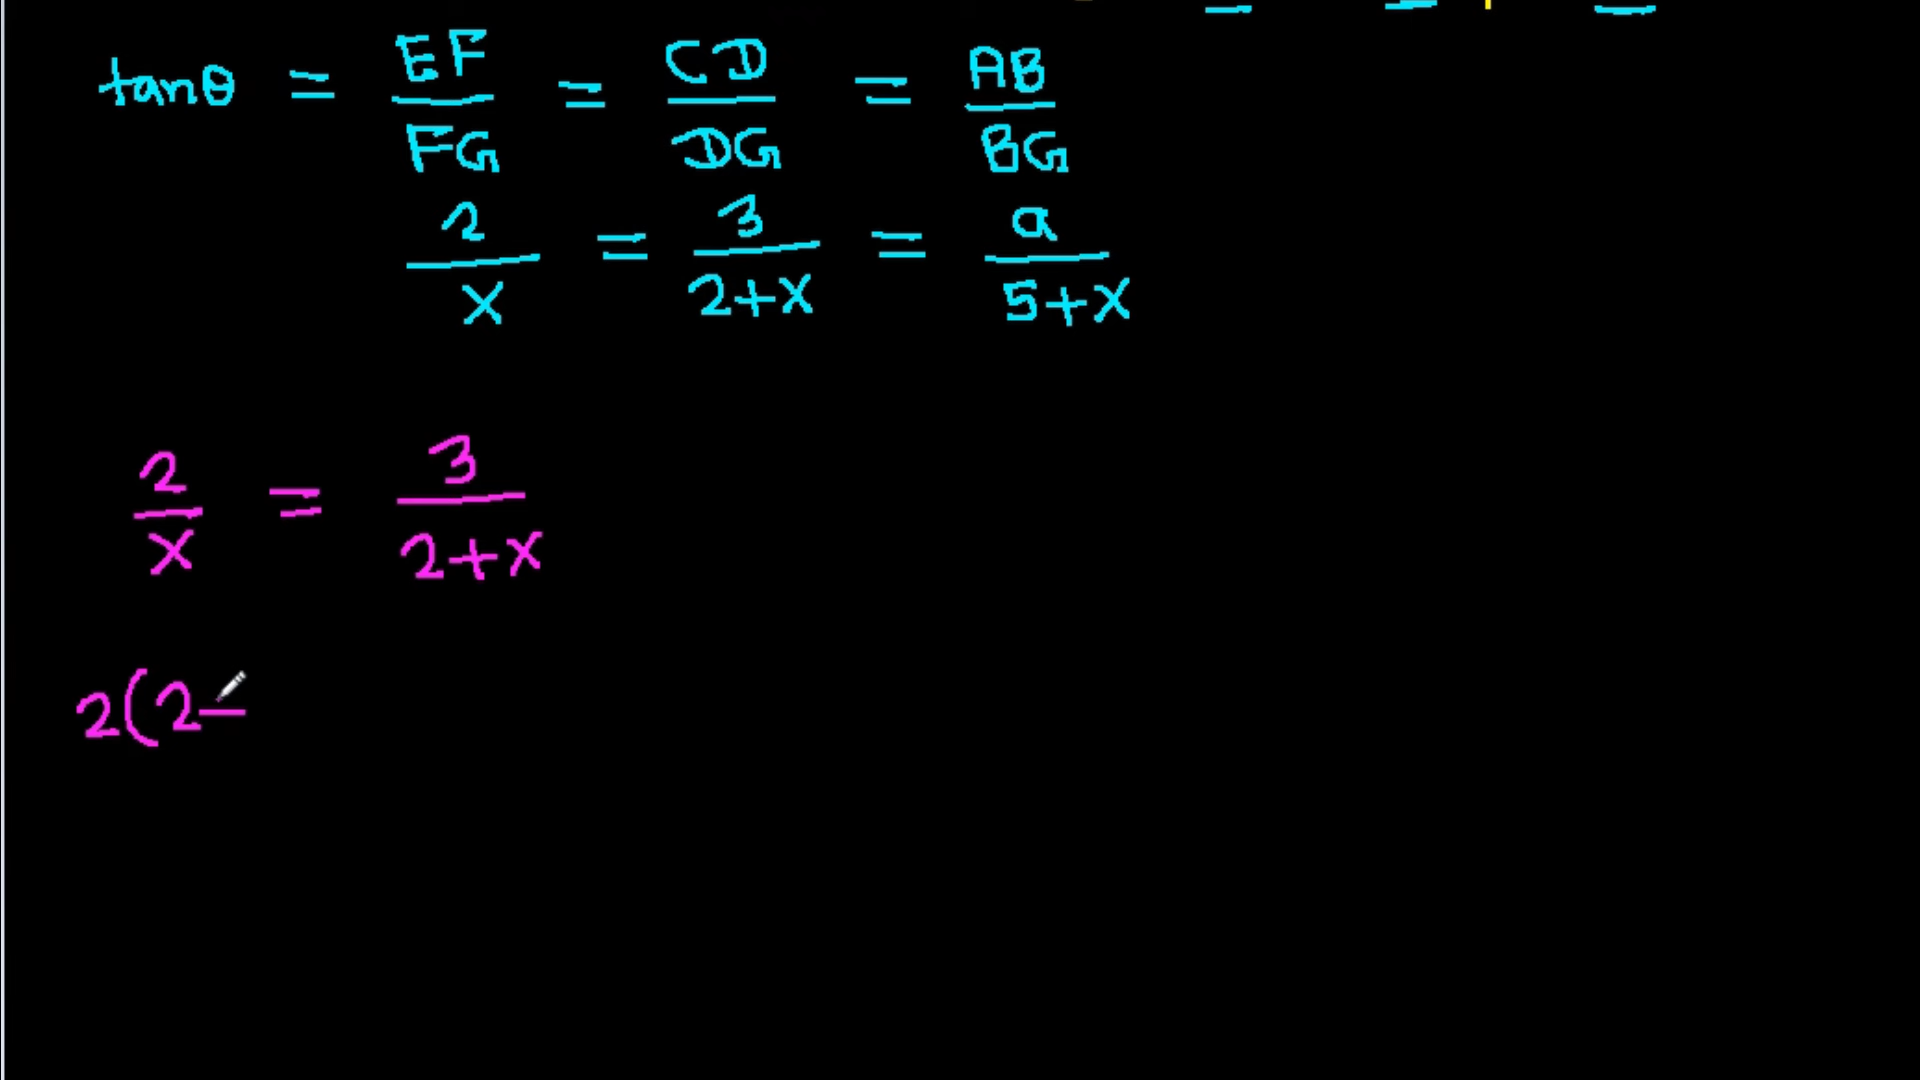 tanθ = EF/FG = CD/DG = AB/BG
2/x = 3/2+x = a/5+x
2/x = 3/2+x
2(2-